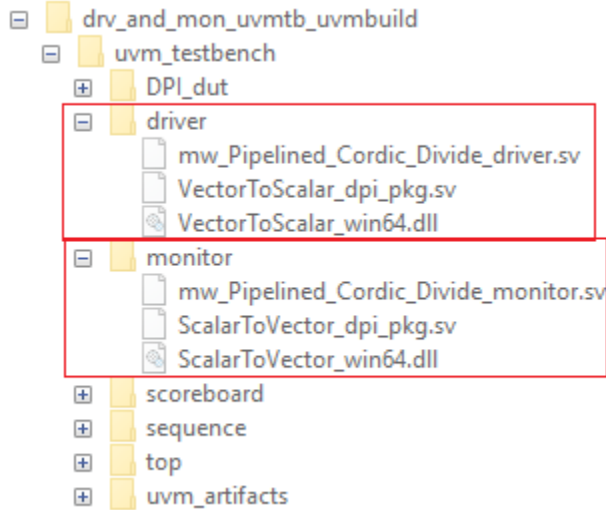 drv_and_mon_uvmtb_uvmbuild
uvm_testbench
DPI_dut
driver
mw_Pipelined_Cordic_Divide_driver.sv
VectorToScalar_dpi_pkg.sv
VectorToScalar_win64.dll
monitor
mw_Pipelined_Cordic_Divide_monitor.sv
ScalarToVector_dpi_pkg.sv
ScalarToVector_win64.dll
scoreboard
sequence
top
uvm_artifacts